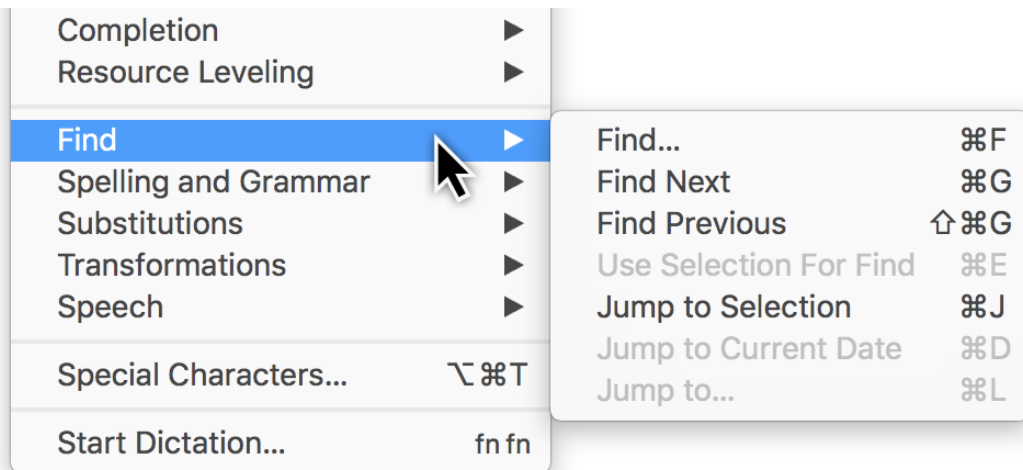 Completion ▶
Resource Leveling ▶
Find ▶
Spelling and Grammar ▶
Substitutions ▶
Transformations ▶
Speech ▶
Special Characters... ⌥⌘T
Start Dictation... fn fn
Find... ⌘F
Find Next ⌘G
Find Previous ⇧⌘G
Use Selection For Find ⌘E
Jump to Selection ⌘J
Jump to Current Date ⌘D
Jump to... ⌘L